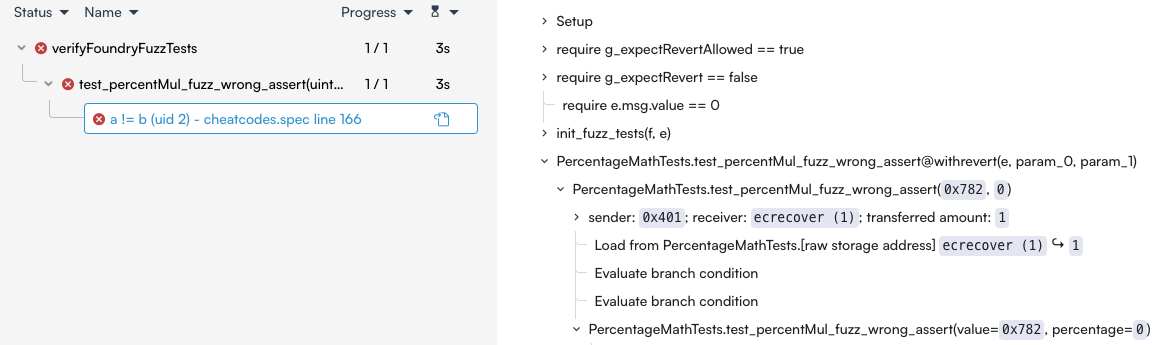 Status Name Progress
verifyFoundryFuzzTests 1 / 1 3s
test_percentMul_fuzz_wrong_assert(uint... 1 / 1 3s
a != b (uid 2) - cheatcodes.spec line 166
Setup
require g_expectRevertAllowed == true
require g_expectRevert == false
require e.msg.value == 0
init_fuzz_tests(f, e)
PercentageMathTests.test_percentMul_fuzz_wrong_assert@withrevert(e, param_0, param_1)
PercentageMathTests.test_percentMul_fuzz_wrong_assert(0x782, 0)
sender: 0x401; receiver: ecrecover (1); transferred amount: 1
Load from PercentageMathTests.[raw storage address] ecrecover (1) ↪ 1
Evaluate branch condition
Evaluate branch condition
PercentageMathTests.test_percentMul_fuzz_wrong_assert(value=0x782, percentage=0)